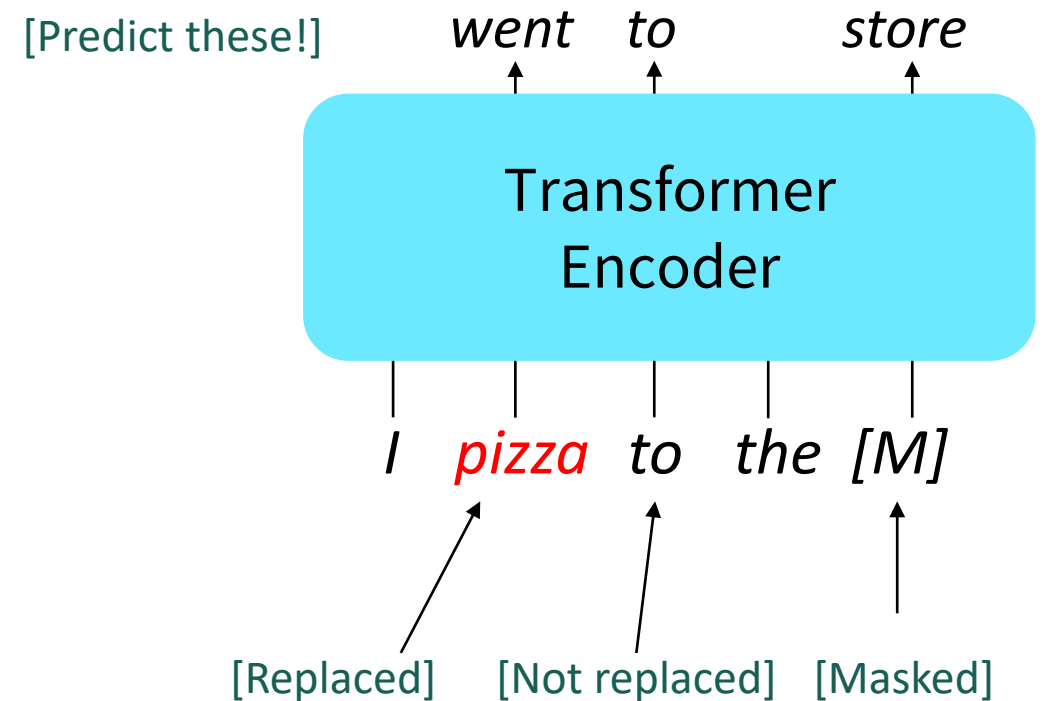 [Predict these!] went to store
Transformer
Encoder
I pizza to the [M]
[Replaced] [Not replaced] [Masked]